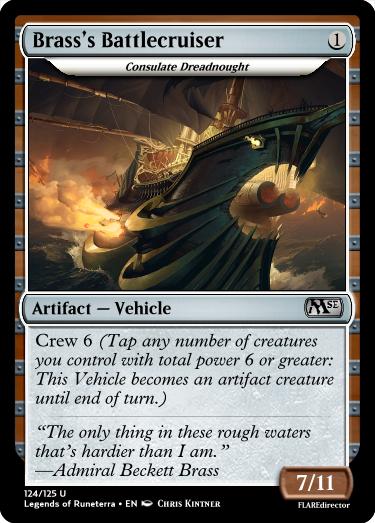 Brass's Battlecruiser 1
Consulate Dreadnought
Artifact — Vehicle MSE
Crew 6 (Tap any number of creatures
you control with total power 6 or greater:
This Vehicle becomes an artifact creature
until end of turn.)
“The only thing in these rough waters
that's harder than I am.”
—Admiral Beckett Brass
7/11
124/125 U
Legends of Runeterra • EN Chris Kintner FLAREdirector